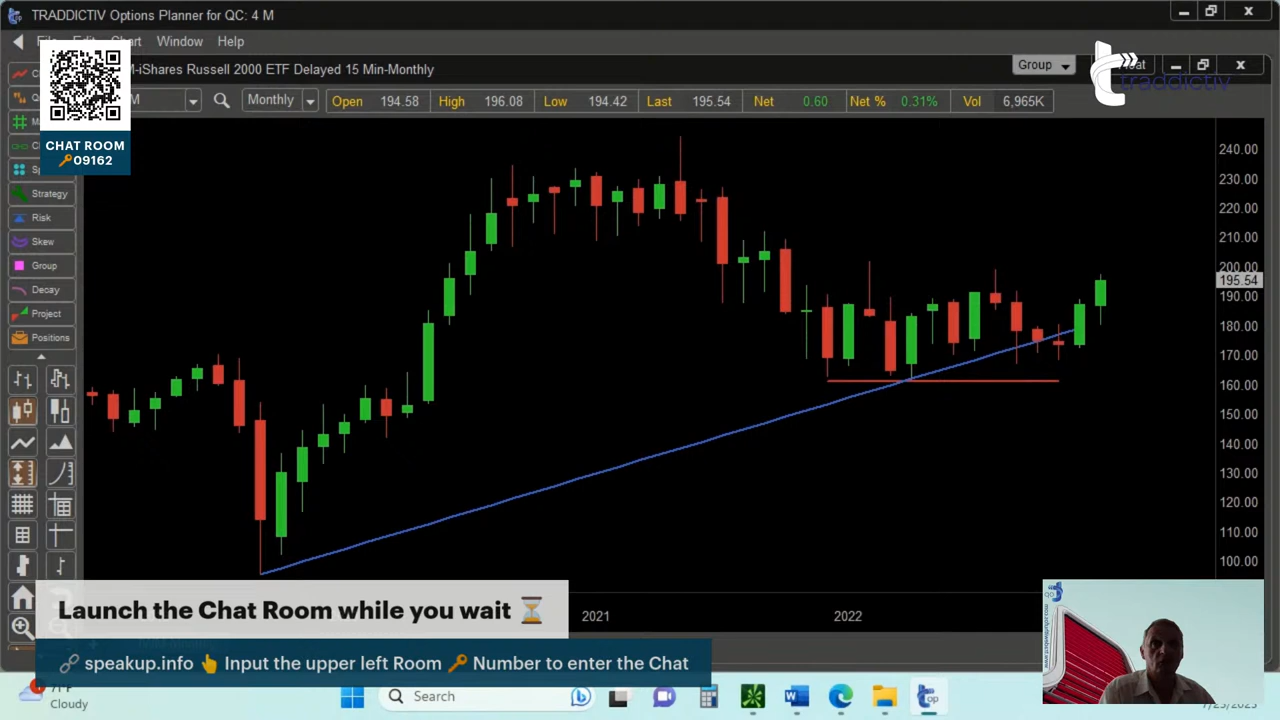 TRADDICTIV Options Planner for QC: 4 M
Edit Chart Window Help
M-iShares Russell 2000 ETF Delayed 15 Min-Monthly
Group
traddictiv
Monthly
Open 194.58 High 196.08 Low 194.42 Last 195.54 Net 0.60 Net % 0.31% Vol 6,965K
CHAT ROOM
🔑09162
Strategy
Risk
Skew
Group
Decay
Project
Positions
240.00
230.00
220.00
210.00
200.00
195.54
190.00
180.00
170.00
160.00
150.00
140.00
130.00
120.00
110.00
100.00
2021
2022
Launch the Chat Room while you wait ⏳
🔗 speakup.info 👆 Input the upper left Room 🔑 Number to enter the Chat
Cloudy
Search